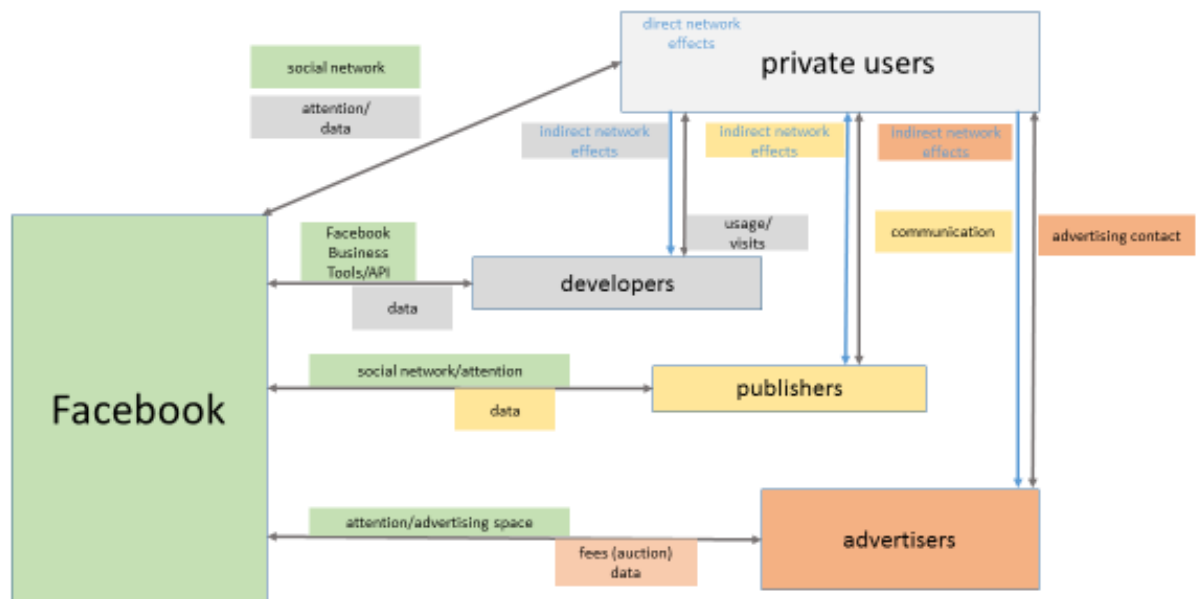 direct network
effects
private users
social network
attention/
data
indirect network
effects
indirect network
effects
indirect network
effects
Facebook
Business
Tools/API
data
usage/
visits
communication
advertising contact
developers
social network/attention
data
publishers
Facebook
attention/advertising space
fees (auction)
data
advertisers